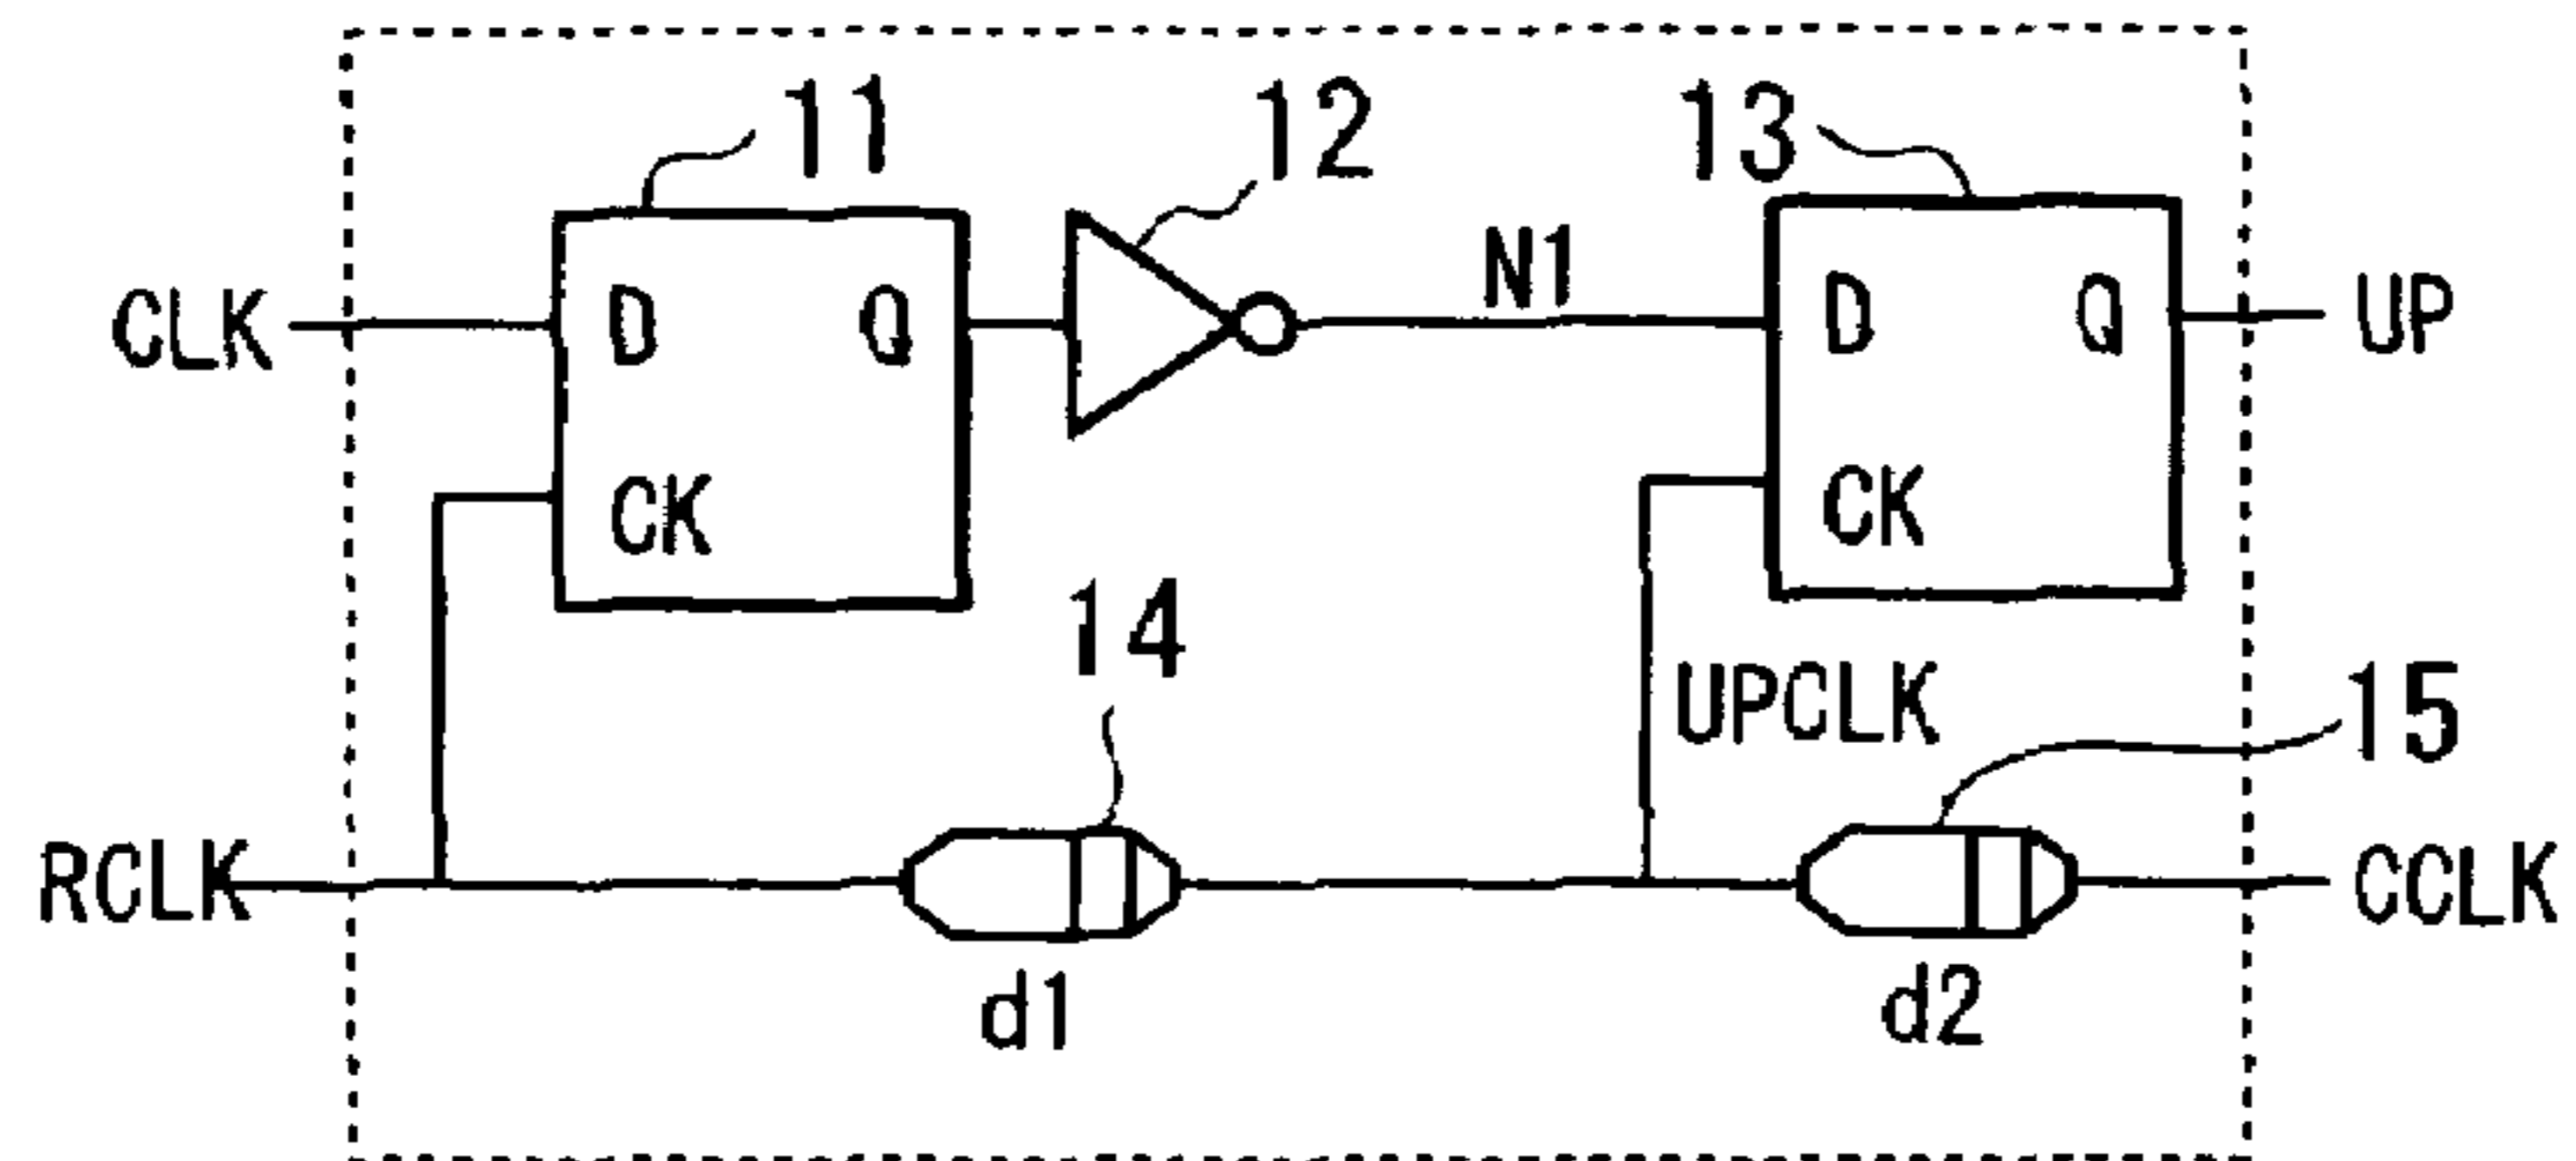 11 12 13
CLK D Q N1 D Q UP
CK CK
14
UPCLK 15
RCLK CCLK
d1 d2